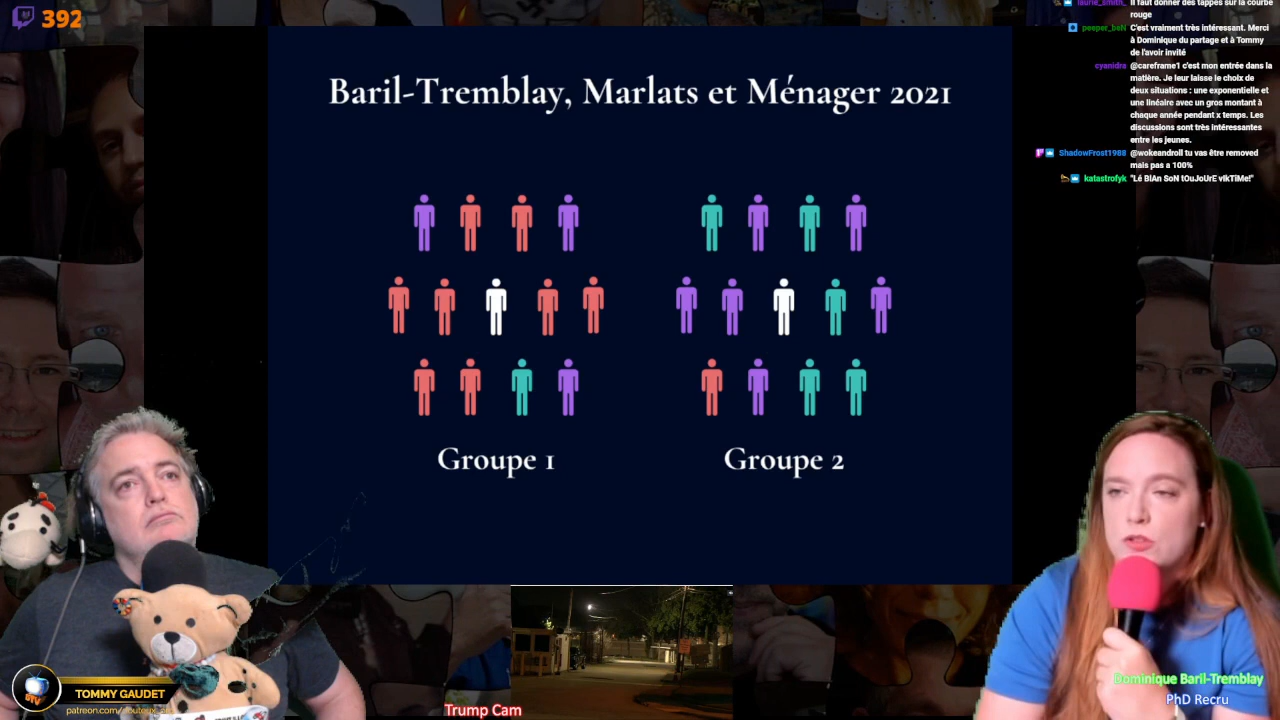 392
Baril-Tremblay, Marlats et Ménager 2021
Groupe 1
Groupe 2
laurie_smith_ Il faut donner des tappes sur la courbe
rouge
peeper_beN C'est vraiment très intéressant. Merci
à Dominique du partage et à Tommy
de l'avoir invité
cyanidra @careframe1 c'est mon entrée dans la
matière. Je leur laisse le choix de
deux situations : une exponentielle et
une linéaire avec un gros montant à
chaque année pendant x temps. Les
discussions sont très intéressantes
entre les jeunes.
ShadowFrost1988 @wokeandroll tu vas être removed
mais pas a 100%
katastrofyk "Lé BlAn SoN tOuJoUrE vIkTiMe!"
TOMMY GAUDET
Trump Cam
Dominique Baril-Tremblay
PhD Recru